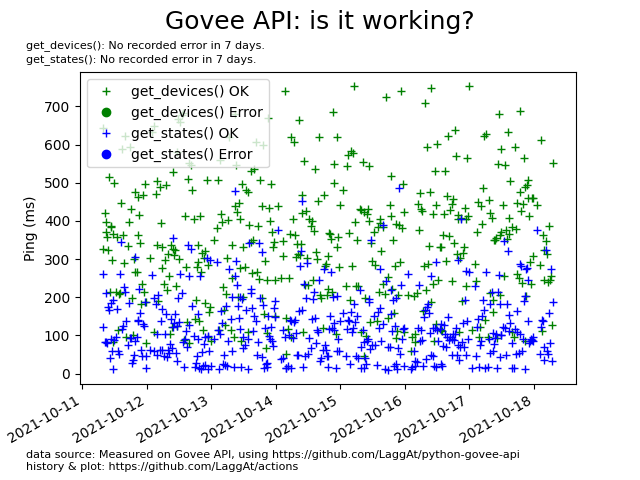 Govee API: is it working?
get_devices(): No recorded error in 7 days.
get_states(): No recorded error in 7 days.
get_devices() OK
get_devices() Error
get_states() OK
get_states() Error
Ping (ms)
700
600
500
400
300
200
100
0
2021-10-11
2021-10-12
2021-10-13
2021-10-14
2021-10-15
2021-10-16
2021-10-17
2021-10-18
data source: Measured on Govee API, using https://github.com/LaggAt/python-govee-api
history & plot: https://github.com/LaggAt/actions